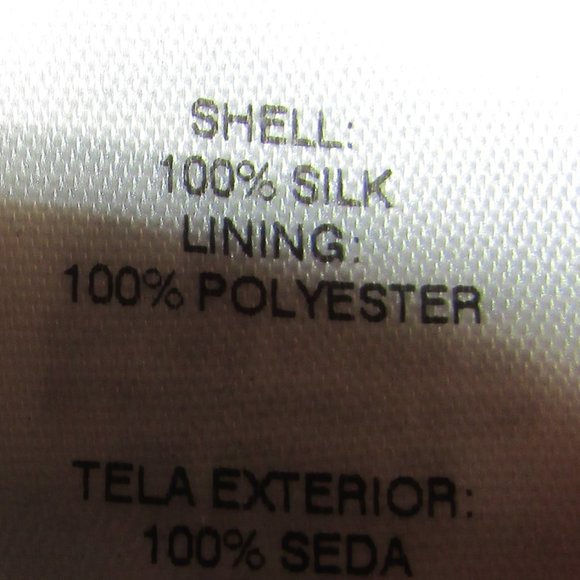 SHELL:
100% SILK
LINING:
100% POLYESTER
TELA EXTERIOR:
100% SEDA